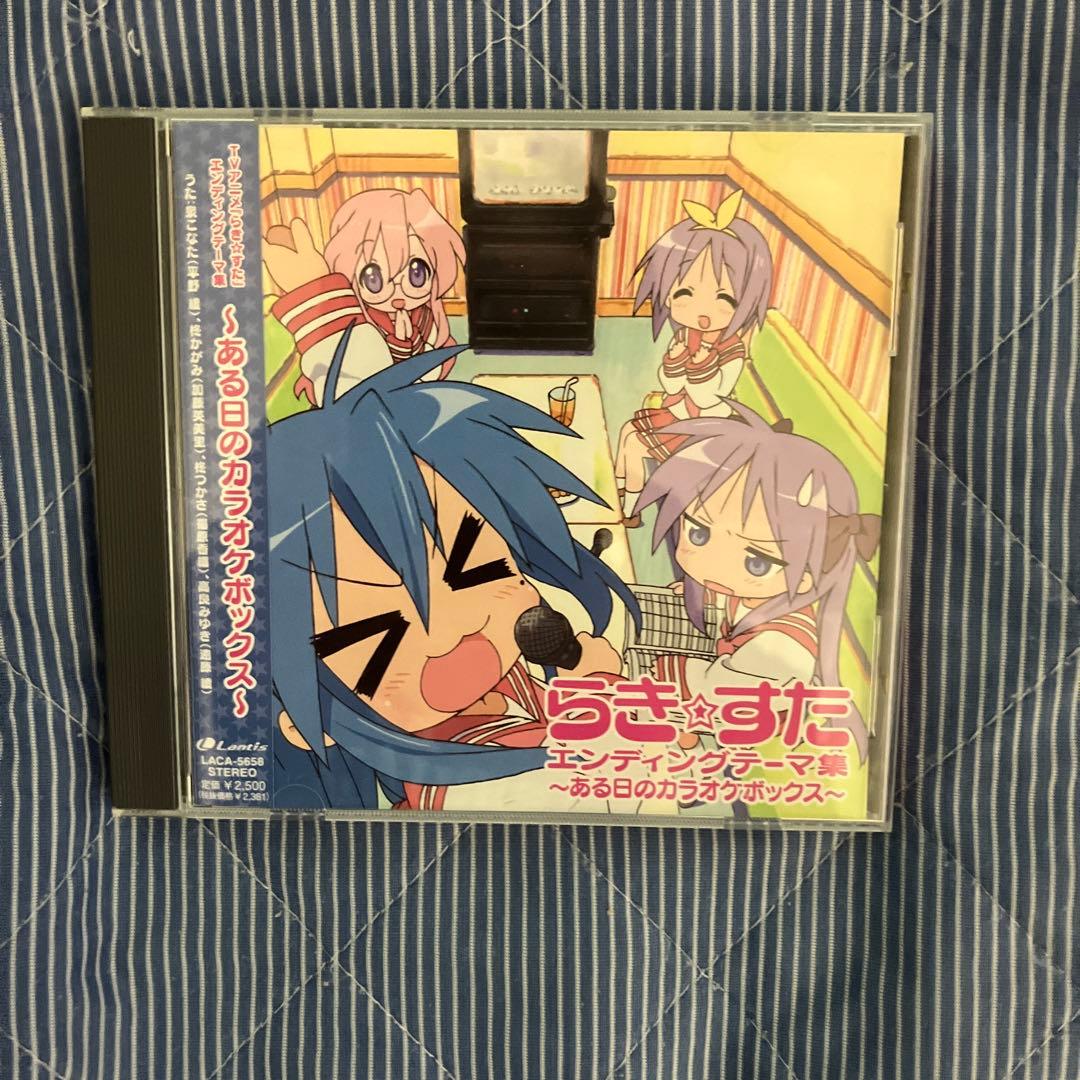 TVアニメ『らき☆すた』
エンディングテーマ集
～ある日のカラオケボックス～
うた:泉こなた(平野 綾)、柊かがみ(加藤英美里)、柊つかさ(福原香織)、高良みゆき(遠藤 綾)
Lantis
LACA-5658
STEREO
定価 ¥2,500
(税抜価格 ¥2,381)
らき☆すた
エンディングテーマ集
～ある日のカラオケボックス～